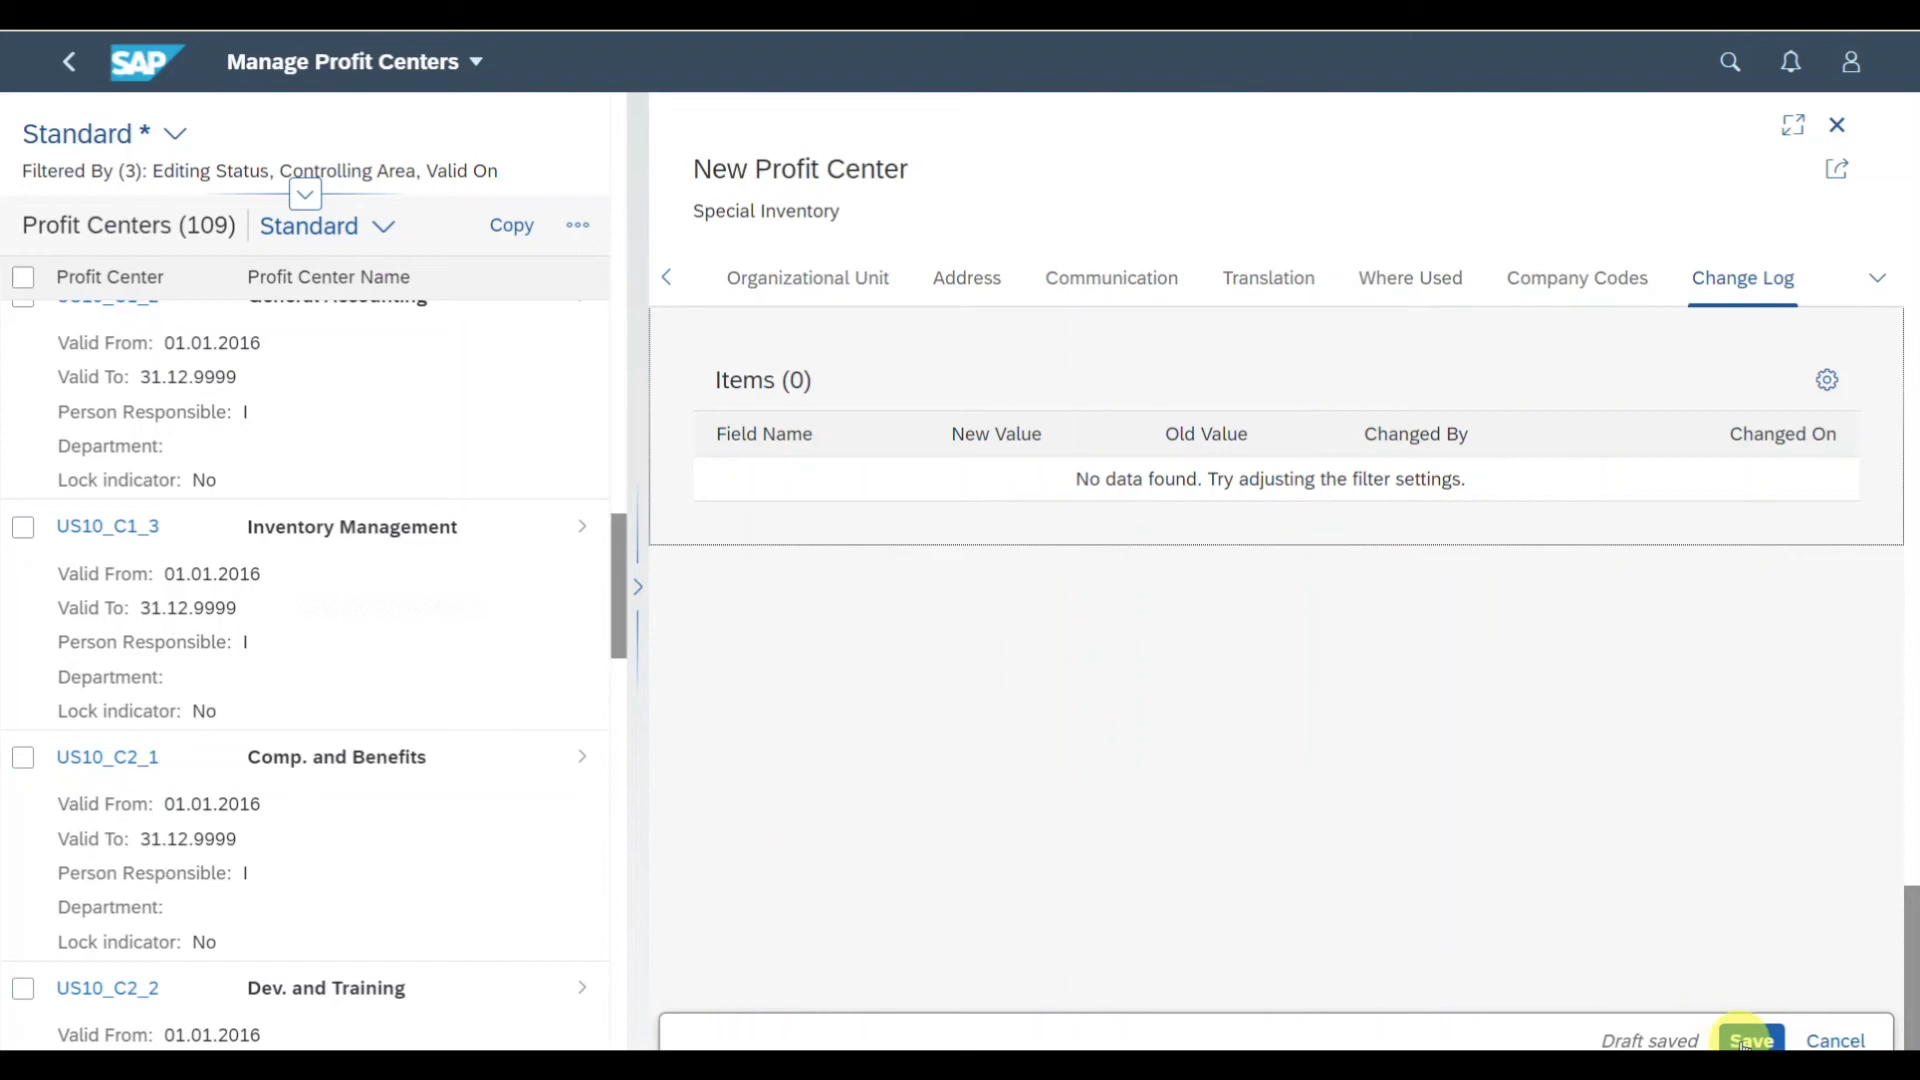 SAP
Manage Profit Centers
Standard *
Filtered By (3): Editing Status, Controlling Area, Valid On
Profit Centers (109)
Standard
Copy
Profit Center
Profit Center Name
US10_C1_2
General Accounting
Valid From: 01.01.2016
Valid To: 31.12.9999
Person Responsible: I
Department:
Lock indicator: No
US10_C1_3
Inventory Management
Valid From: 01.01.2016
Valid To: 31.12.9999
Person Responsible: I
Department:
Lock indicator: No
US10_C2_1
Comp. and Benefits
Valid From: 01.01.2016
Valid To: 31.12.9999
Person Responsible: I
Department:
Lock indicator: No
US10_C2_2
Dev. and Training
Valid From: 01.01.2016
New Profit Center
Special Inventory
Organizational Unit
Address
Communication
Translation
Where Used
Company Codes
Change Log
Items (0)
Field Name
New Value
Old Value
Changed By
Changed On
No data found. Try adjusting the filter settings.
Draft saved
Save
Cancel